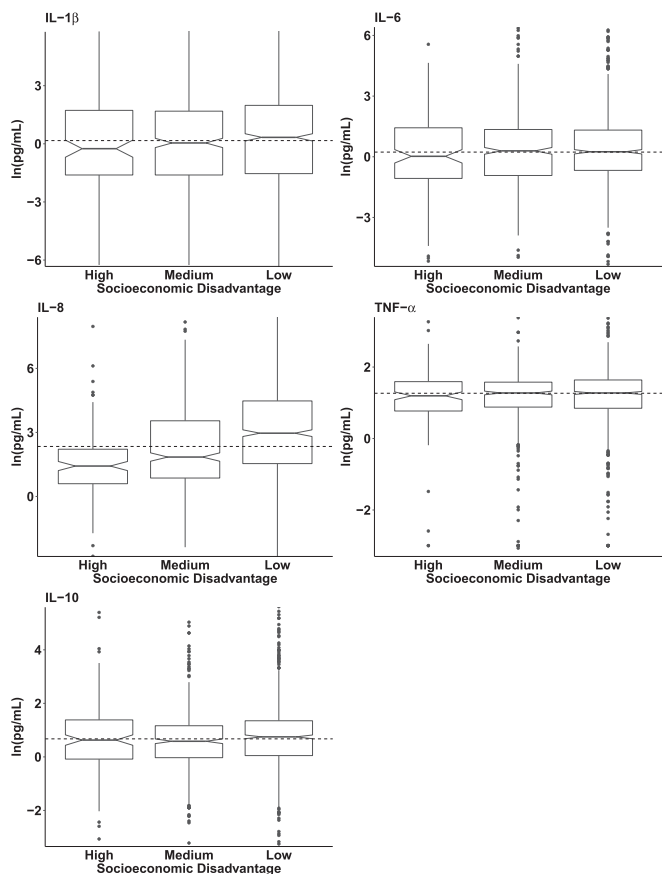 IL−1β
ln(pg/mL)
3
0
−3
−6
High Medium Low
Socioeconomic Disadvantage
IL−6
ln(pg/mL)
6
3
0
−3
High Medium Low
Socioeconomic Disadvantage
IL−8
ln(pg/mL)
6
3
0
High Medium Low
Socioeconomic Disadvantage
TNF−α
ln(pg/mL)
2
0
−2
High Medium Low
Socioeconomic Disadvantage
IL−10
ln(pg/mL)
4
2
0
−2
High Medium Low
Socioeconomic Disadvantage